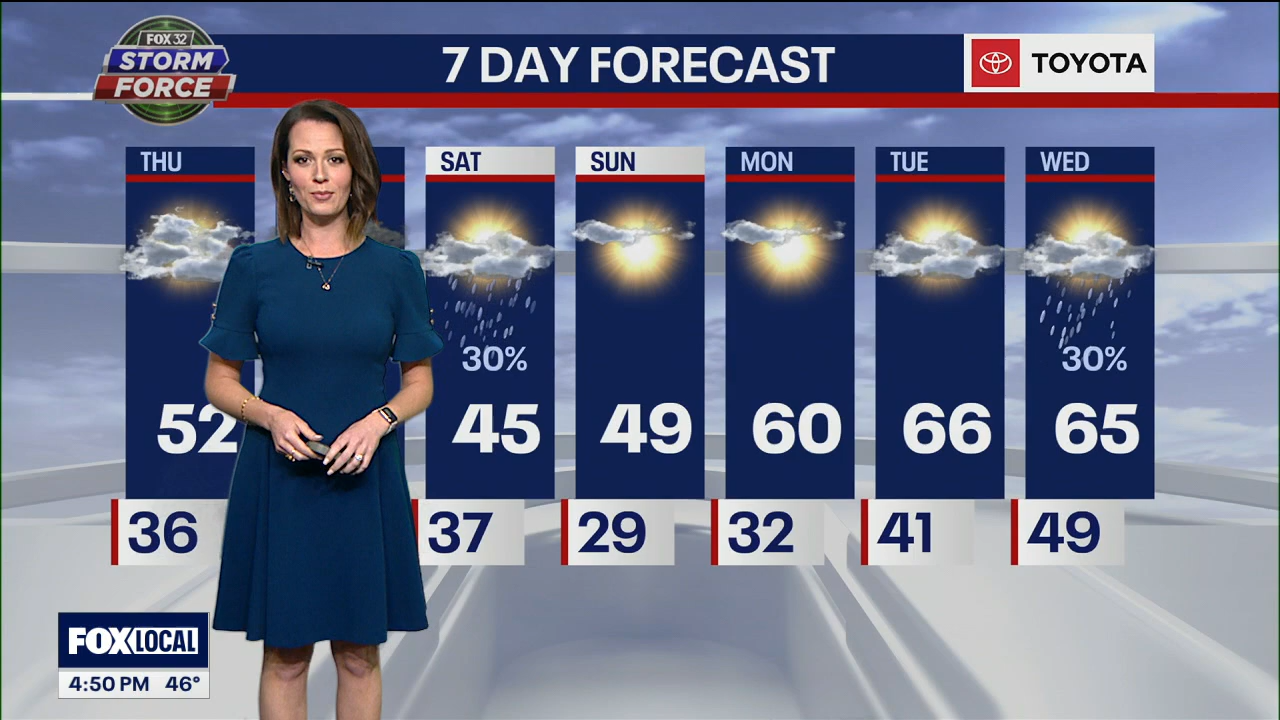 FOX 32
STORM
FORCE
7 DAY FORECAST
TOYOTA
THU
SAT
SUN
MON
TUE
WED
30%
30%
52
45
49
60
66
65
36
37
29
32
41
49
FOX LOCAL
4:50 PM 46°